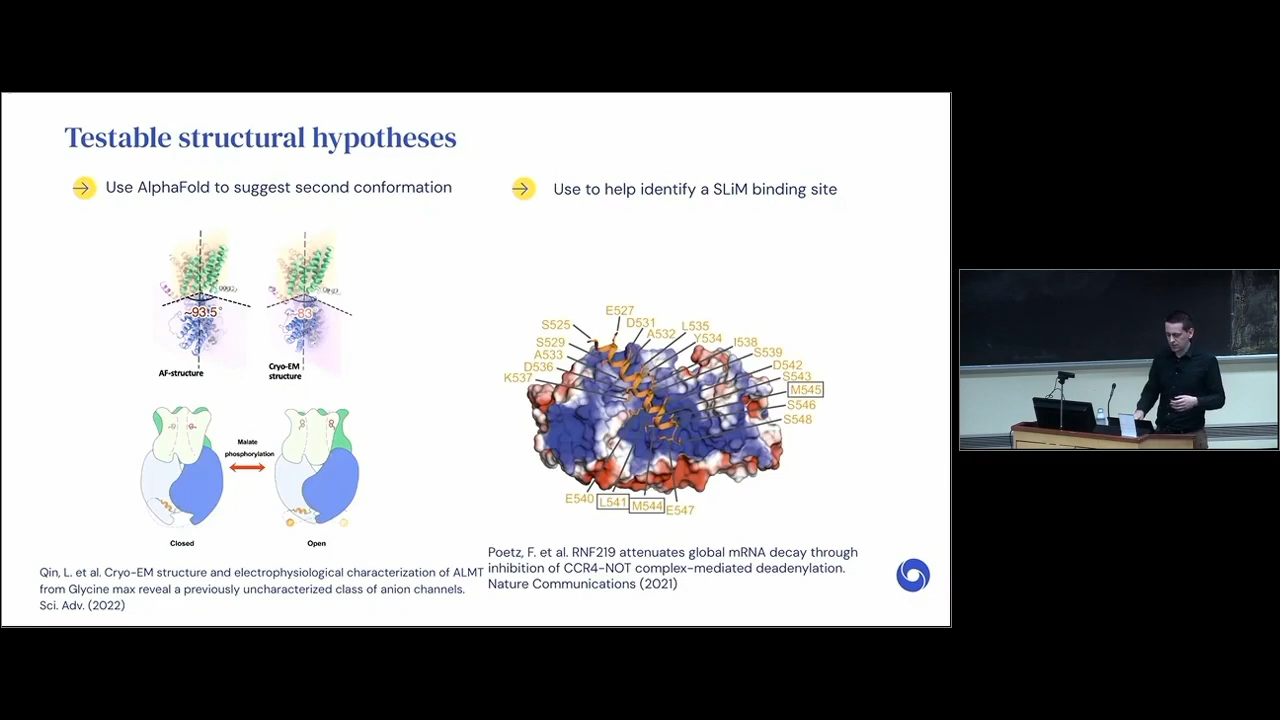 Testable structural hypotheses
Use AlphaFold to suggest second conformation
~93.5°
~83
AF-structure
Cryo-EM
structure
Malate
phosphorylation
Closed
Open
Qin, L. et al. Cryo-EM structure and electrophysiological characterization of ALMT
from Glycine max reveal a previously uncharacterized class of anion channels.
Sci. Adv. (2022)
Use to help identify a SLiM binding site
E527
S525
D531
L535
A532
Y534
S529
I538
A533
S539
D536
D542
K537
S543
M545
S546
S548
E540
L541
M544
E547
Poetz, F. et al. RNF219 attenuates global mRNA decay through
inhibition of CCR4-NOT complex-mediated deadenylation.
Nature Communications (2021)